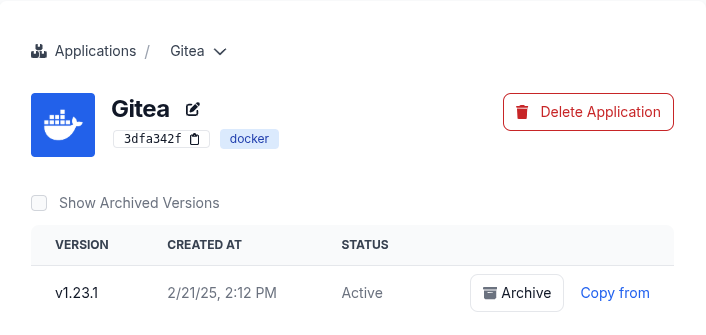 Applications / Gitea
Gitea
Delete Application
3dfa342f docker
Show Archived Versions
VERSION CREATED AT STATUS
v1.23.1 2/21/25, 2:12 PM Active Archive Copy from